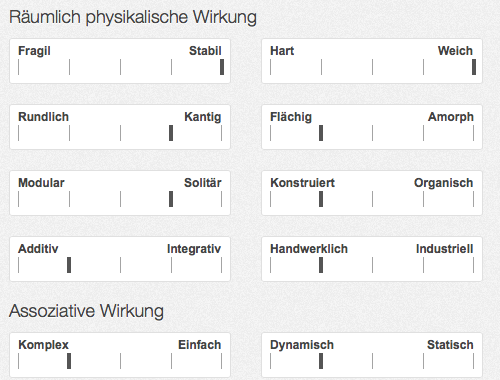 Räumlich physikalische Wirkung
Fragil Stabil Hart Weich
Rundlich Kantig Flächig Amorph
Modular Solitär Konstruiert Organisch
Additiv Integrativ Handwerklich Industriell
Assoziative Wirkung
Komplex Einfach Dynamisch Statisch